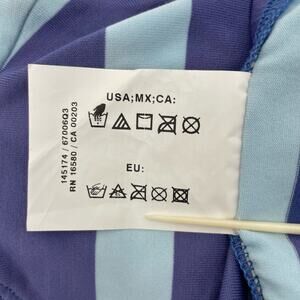 USA;MX;CA:
EU:
145174 / 67006Q3
RN 16580 / CA 00203